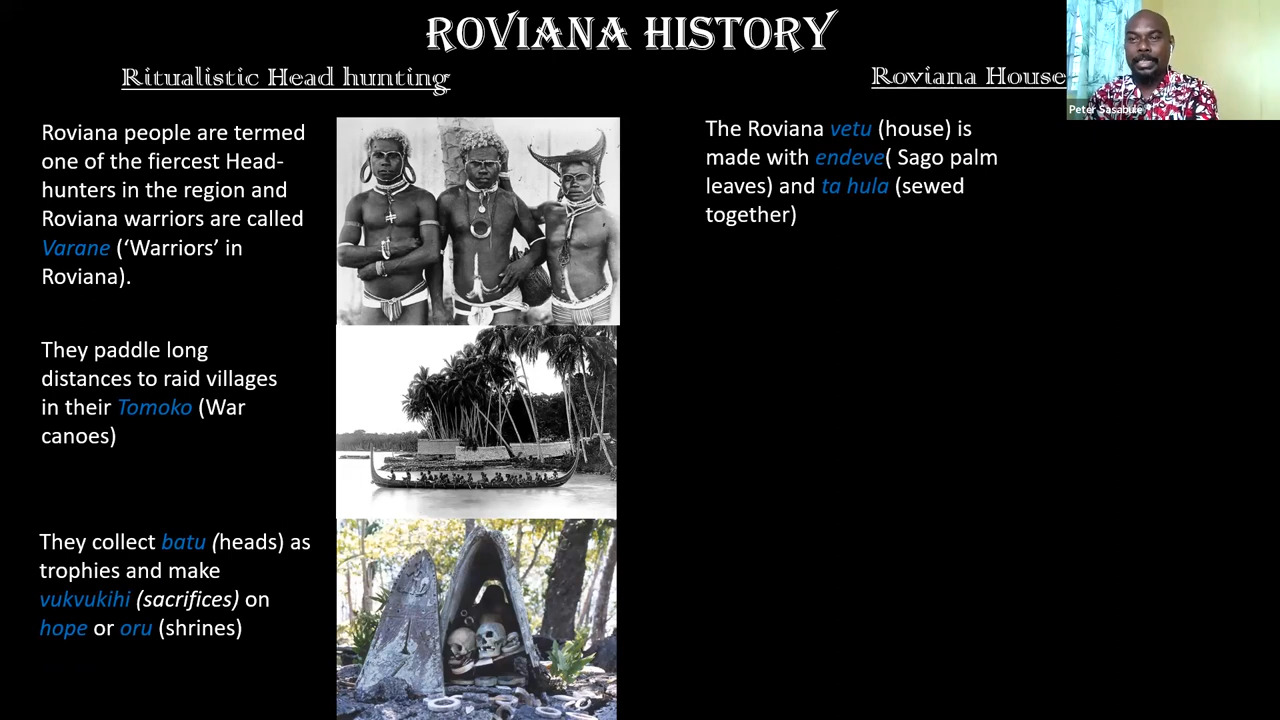 ROVIANA HISTORY
Ritualistic Head hunting
Roviana people are termed
one of the fiercest Head-
hunters in the region and
Roviana warriors are called
Varane (‘Warriors’ in
Roviana).
They paddle long
distances to raid villages
in their Tomoko (War
canoes)
They collect batu (heads) as
trophies and make
vukvukihi (sacrifices) on
hope or oru (shrines)
Roviana House
The Roviana vetu (house) is
made with endeve( Sago palm
leaves) and ta hula (sewed
together)
Peter Sasabule